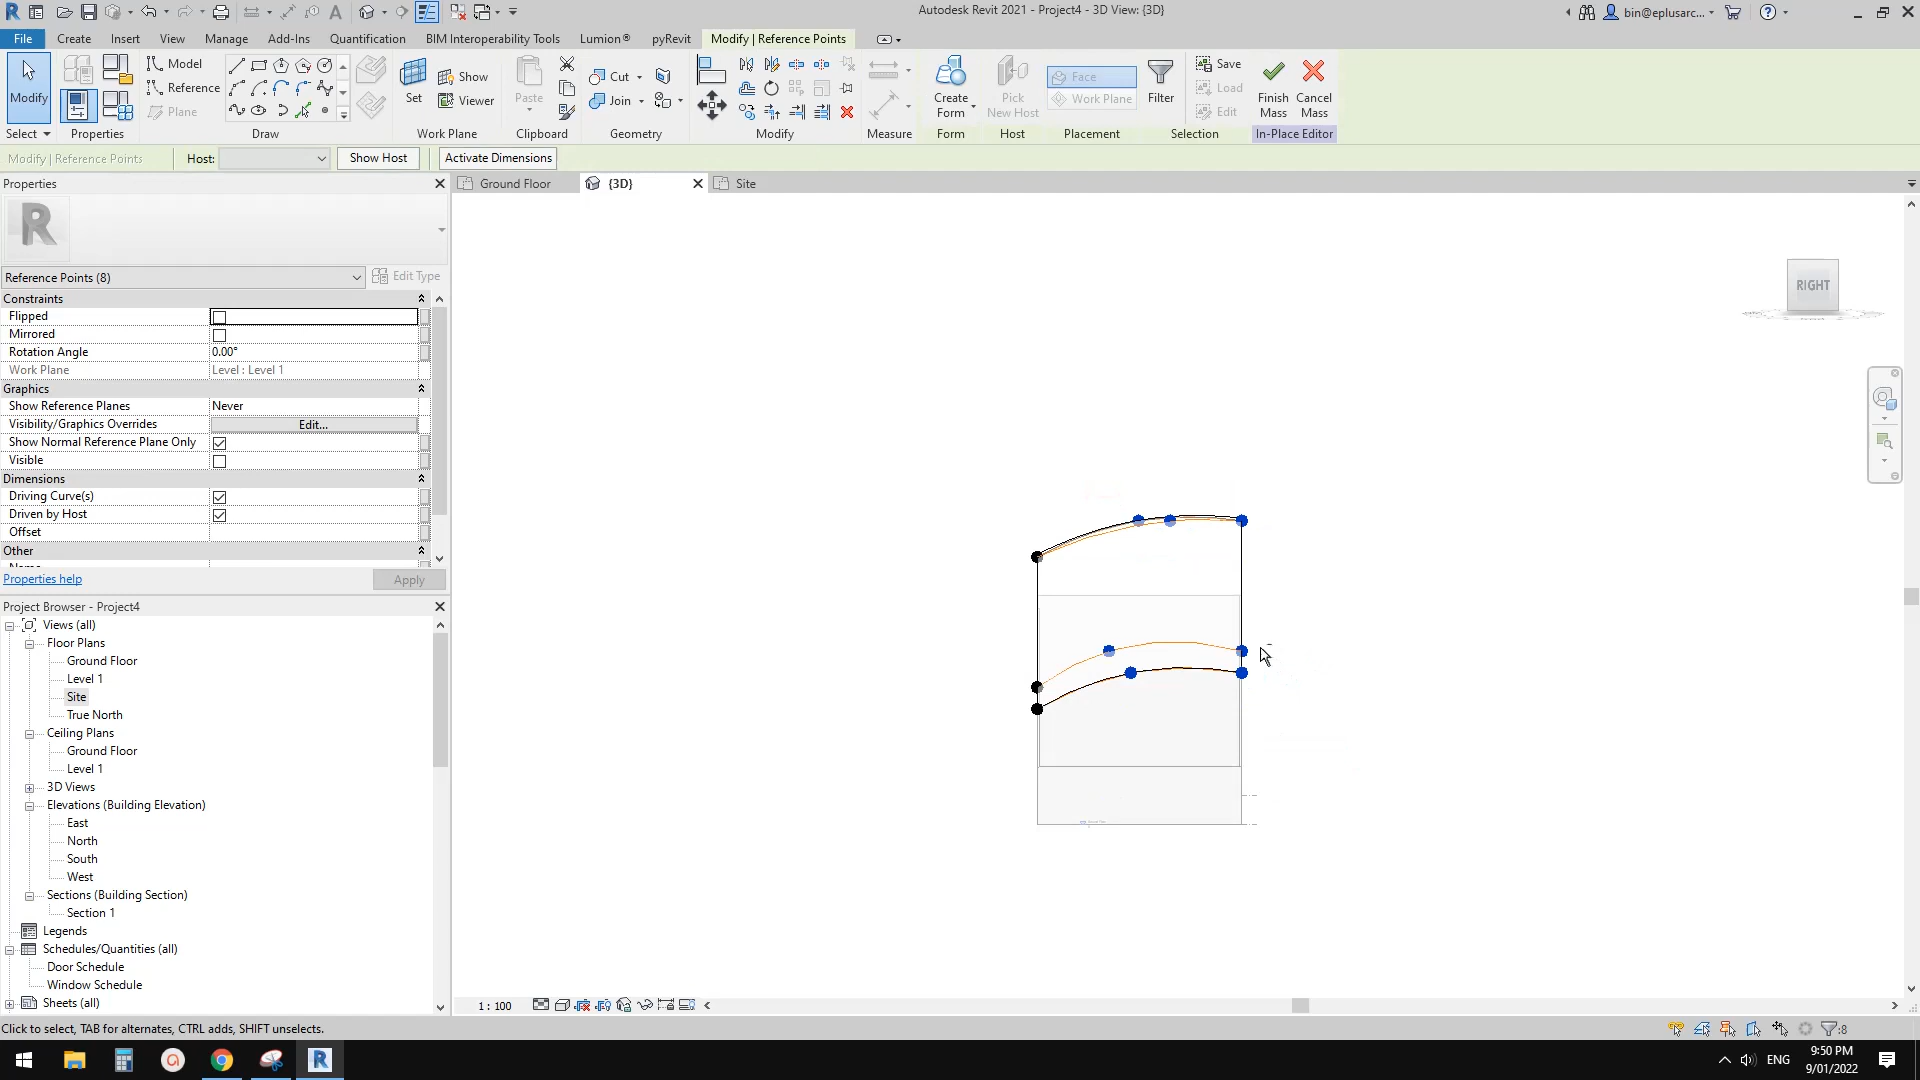 Autodesk Revit 2021 - Project4 - 3D View: {3D}
bin@eplusarc...
File Create Insert View Manage Add-Ins Quantification BIM Interoperability Tools Lumion® pyRevit Modify | Reference Points
Modify
Select
Properties
Model
Reference
Plane
Draw
Set
Show
Viewer
Work Plane
Paste
Clipboard
Cut
Join
Geometry
Modify
Measure
Create Form
Form
Pick New Host
Host
Face
Work Plane
Placement
Filter
Save
Load
Edit
Selection
Finish Mass
Cancel Mass
In-Place Editor
Modify | Reference Points Host: Show Host Activate Dimensions
Properties
Ground Floor {3D} Site
R
Reference Points (8) Edit Type
Constraints
Flipped
Mirrored
Rotation Angle 0.00°
Work Plane Level : Level 1
Graphics
Show Reference Planes Never
Visibility/Graphics Overrides Edit...
Show Normal Reference Plane Only
Visible
Dimensions
Driving Curve(s)
Driven by Host
Offset
Other
Properties help Apply
Project Browser - Project4
Views (all)
Floor Plans
Ground Floor
Level 1
Site
True North
Ceiling Plans
Ground Floor
Level 1
3D Views
Elevations (Building Elevation)
East
North
South
West
Sections (Building Section)
Section 1
Legends
Schedules/Quantities (all)
Door Schedule
Window Schedule
Sheets (all)
RIGHT
1 : 100
Click to select, TAB for alternates, CTRL adds, SHIFT unselects.
:8
ENG
9:50 PM
9/01/2022